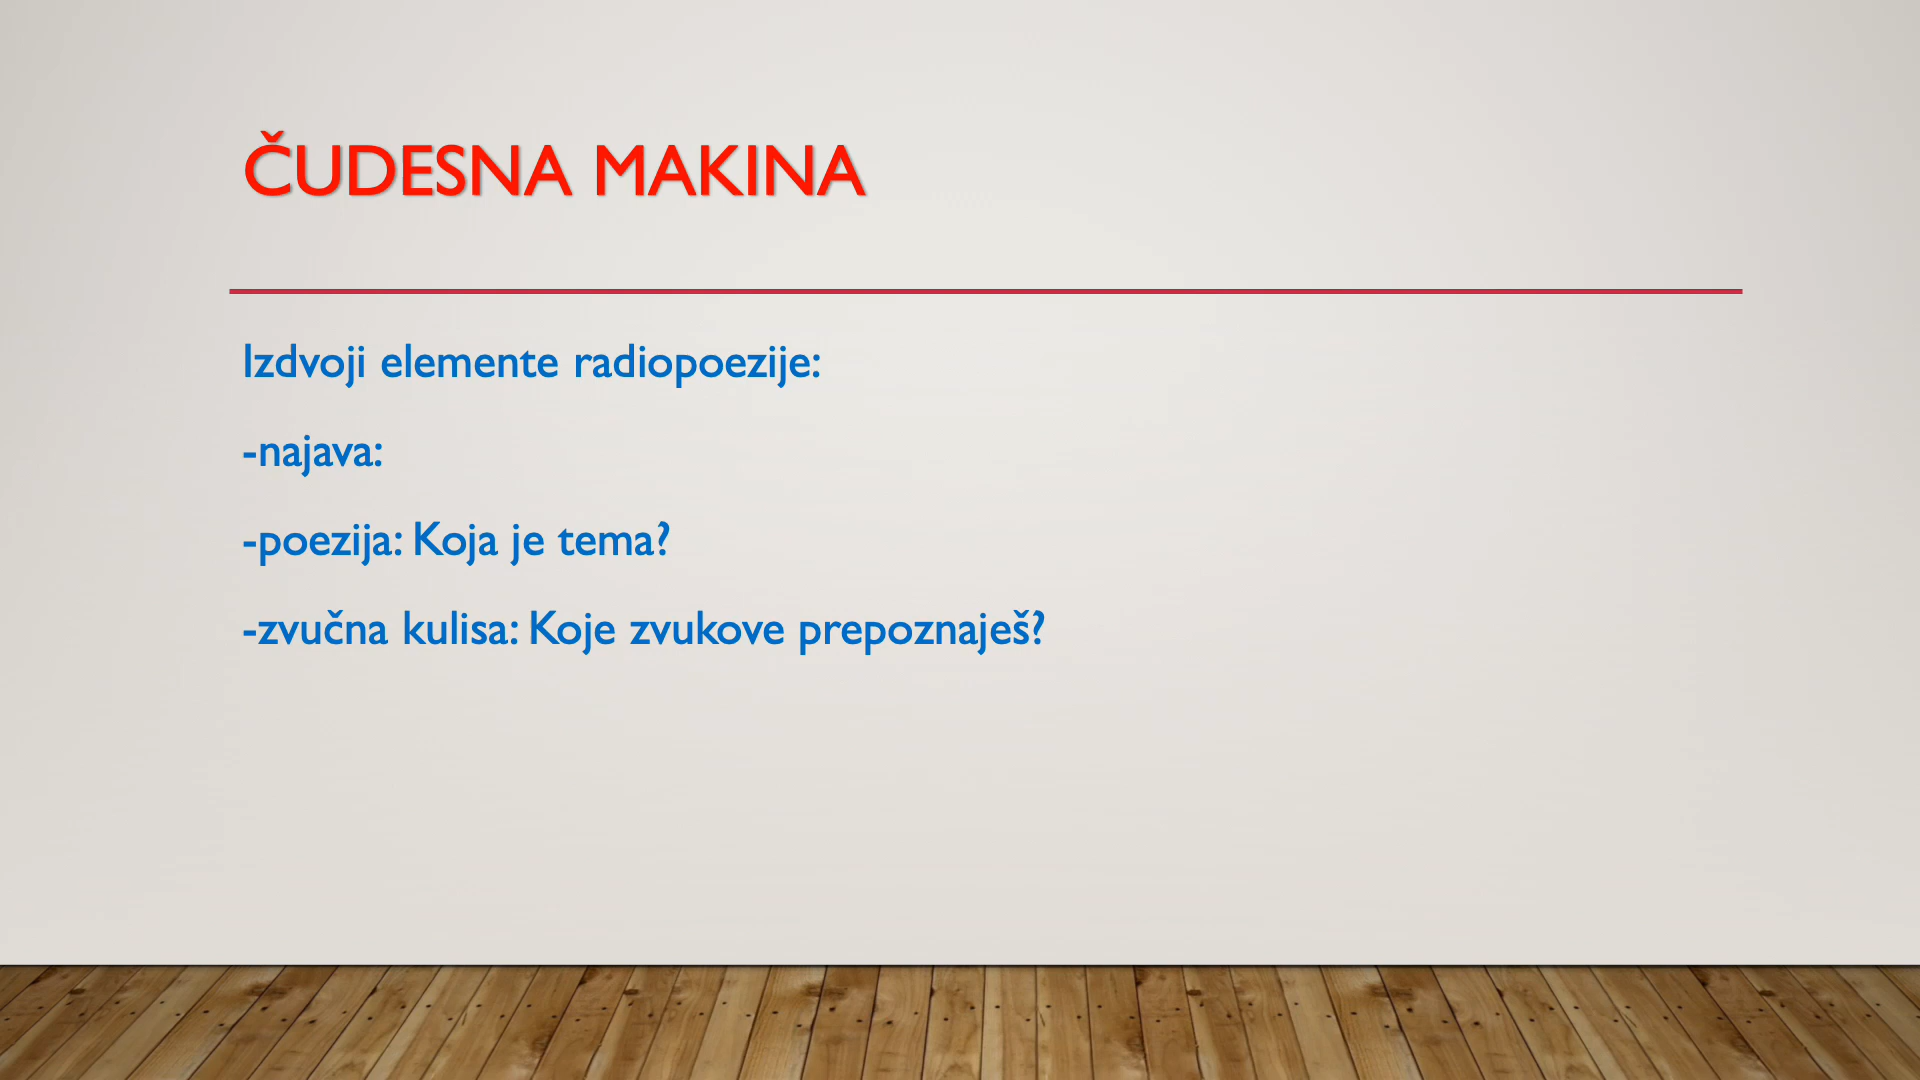 ČUDESNA MAKINA
Izdvoji elemente radiopoezije:
-najava:
-poezija: Koja je tema?
-zvučna kulisa: Koje zvukove prepoznaješ?